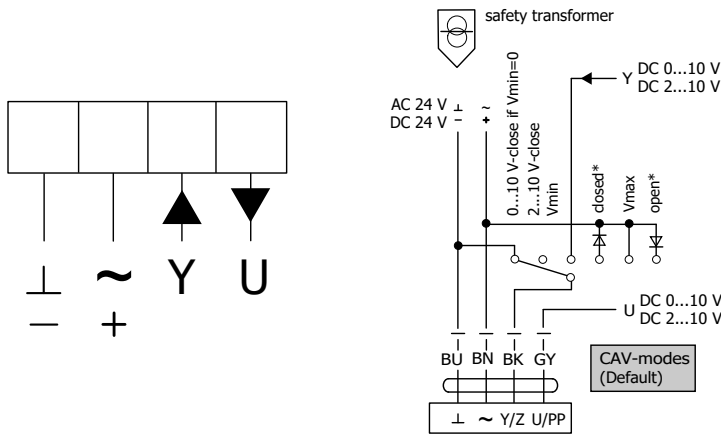 ⊥ ~ Y U
− +
safety transformer
AC 24 V ⊥ ~
DC 24 V − +
0...10 V-close if Vmin=0
2...10 V-close
Vmin
Y DC 0...10 V
DC 2...10 V
closed*
Vmax
open*
U DC 0...10 V
DC 2...10 V
BU BN BK GY
CAV-modes
(Default)
⊥ ~ Y/Z U/PP